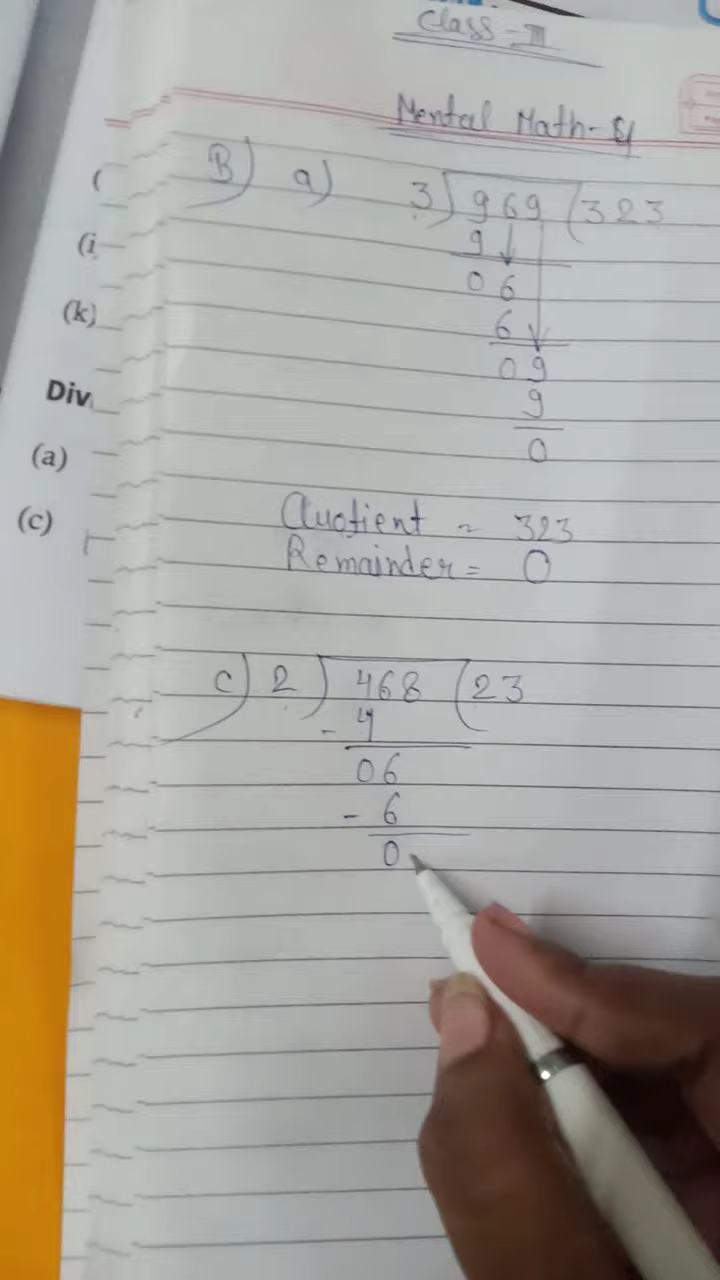 Class - III
Mental Math-
B) a) 3) 969 (323
9
06
6
09
9
0
Quotient = 323
Remainder = 0
c) 2) 468 (23
- 4
06
- 6
0
(i
(k)
Div
(a)
(c)